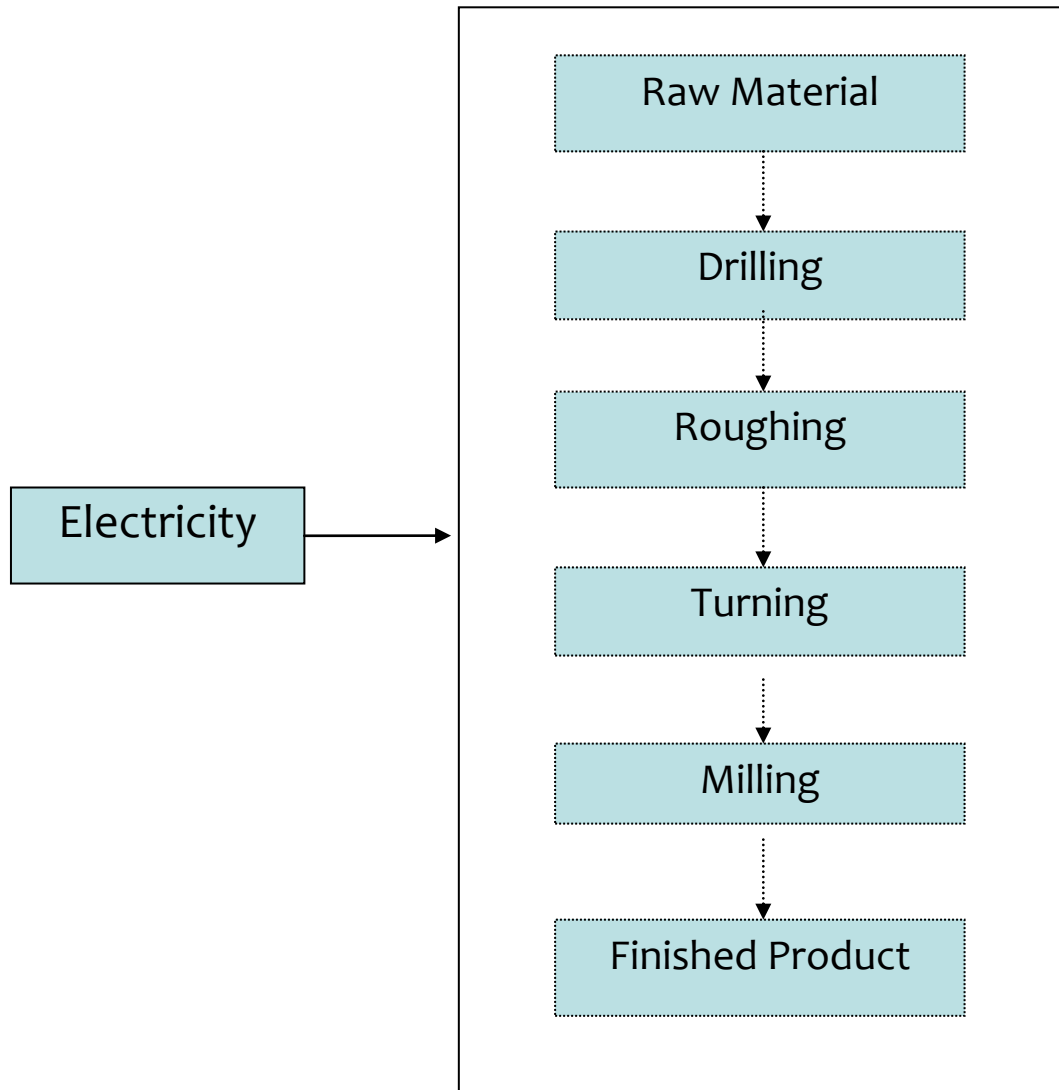 Raw Material
Drilling
Roughing
Electricity
Turning
Milling
Finished Product